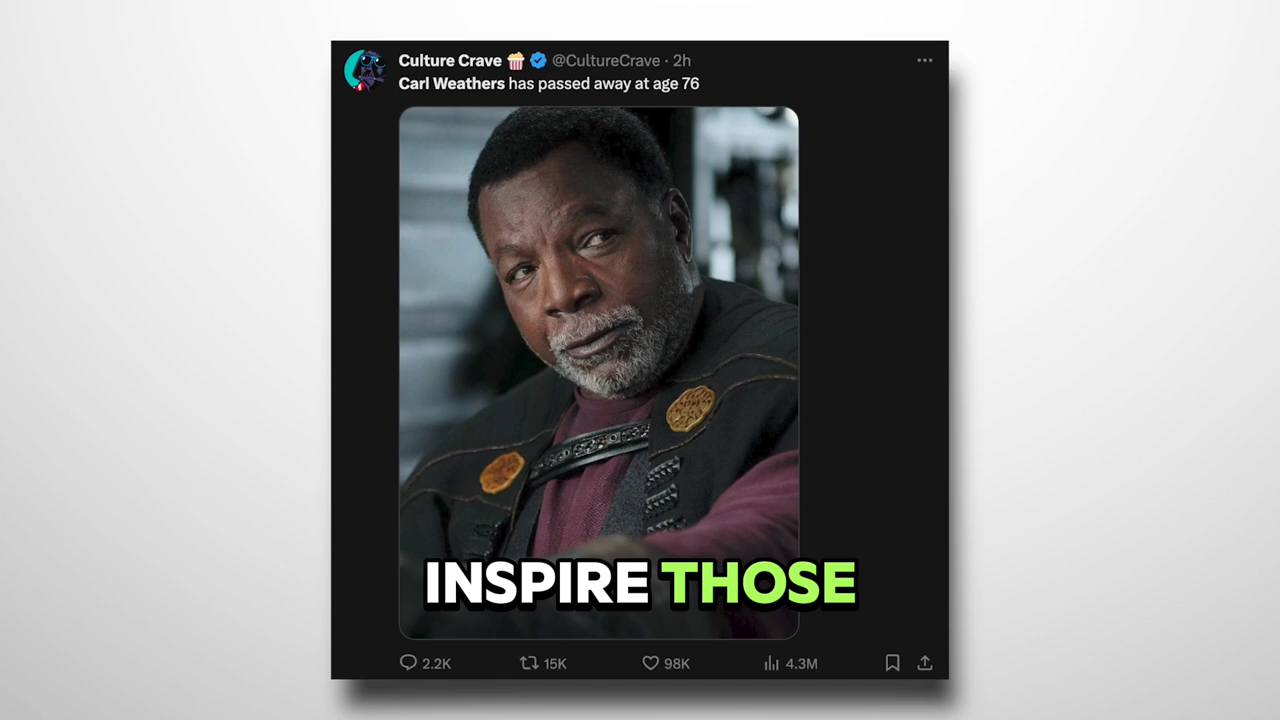 Culture Crave 🍿 @CultureCrave · 2h
Carl Weathers has passed away at age 76
INSPIRE THOSE
2.2K 15K 98K 4.3M